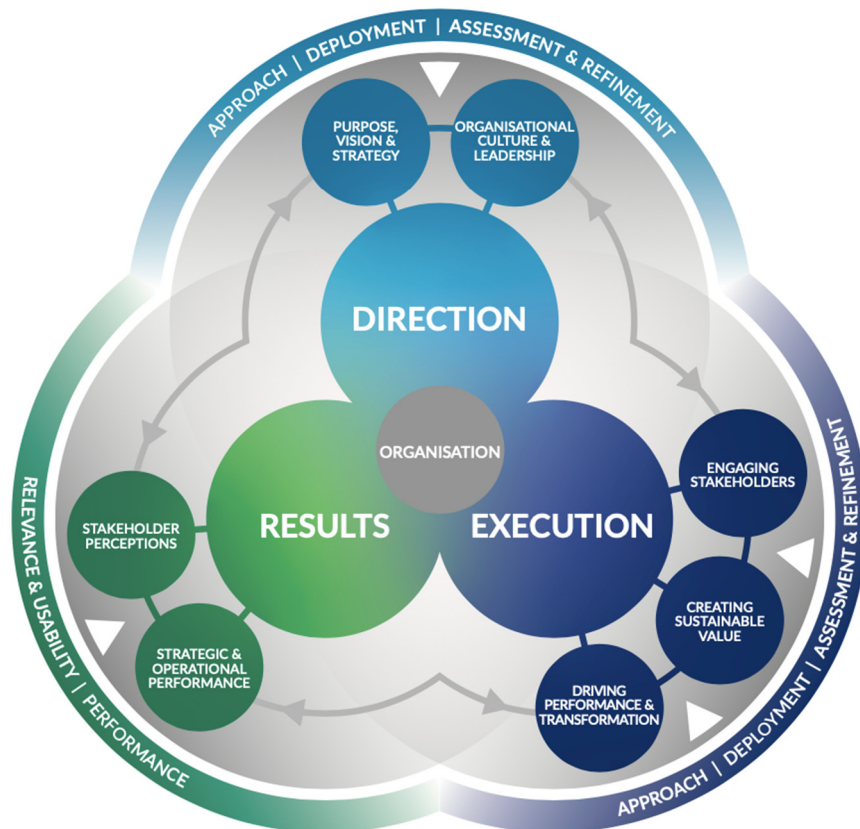 APPROACH | DEPLOYMENT | ASSESSMENT & REFINEMENT
PURPOSE,
VISION &
STRATEGY
ORGANISATIONAL
CULTURE &
LEADERSHIP
DIRECTION
ORGANISATION
RESULTS
EXECUTION
ENGAGING
STAKEHOLDERS
CREATING
SUSTAINABLE
VALUE
DRIVING
PERFORMANCE &
TRANSFORMATION
APPROACH | DEPLOYMENT | ASSESSMENT & REFINEMENT
STAKEHOLDER
PERCEPTIONS
STRATEGIC &
OPERATIONAL
PERFORMANCE
RELEVANCE & USABILITY | PERFORMANCE